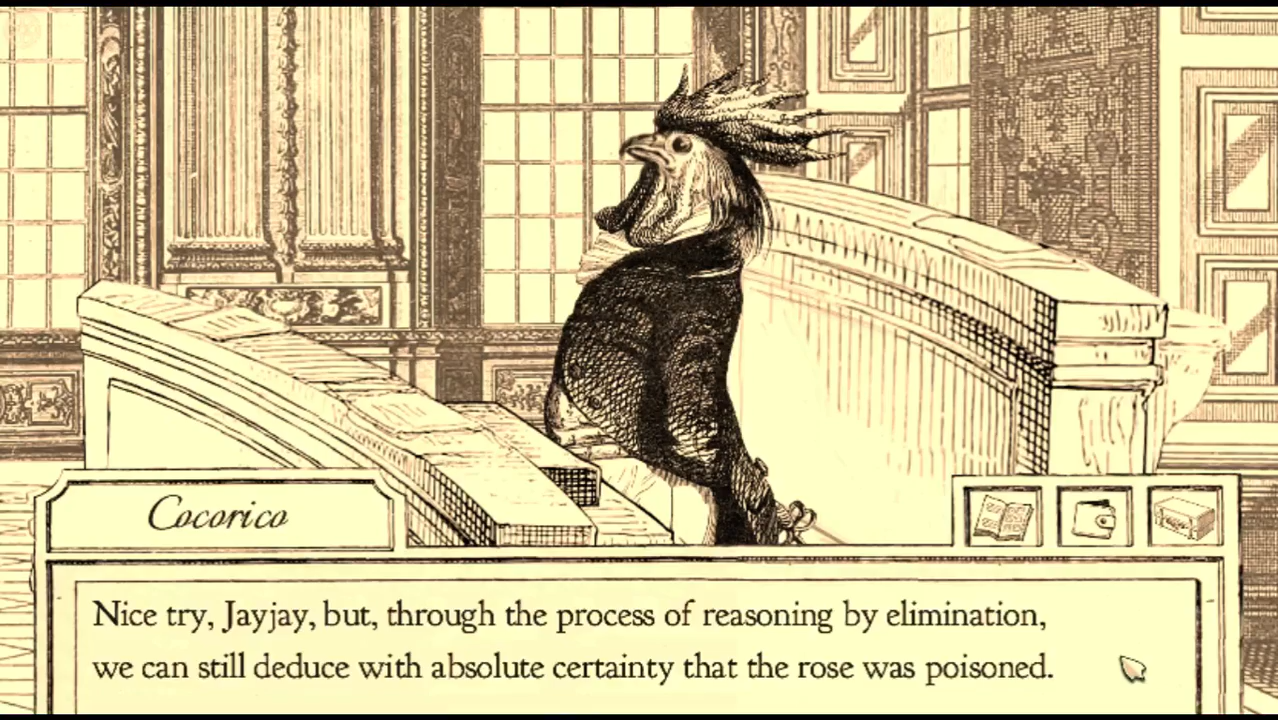 Cocorico
Nice try, Jayjay, but, through the process of reasoning by elimination,
we can still deduce with absolute certainty that the rose was poisoned.